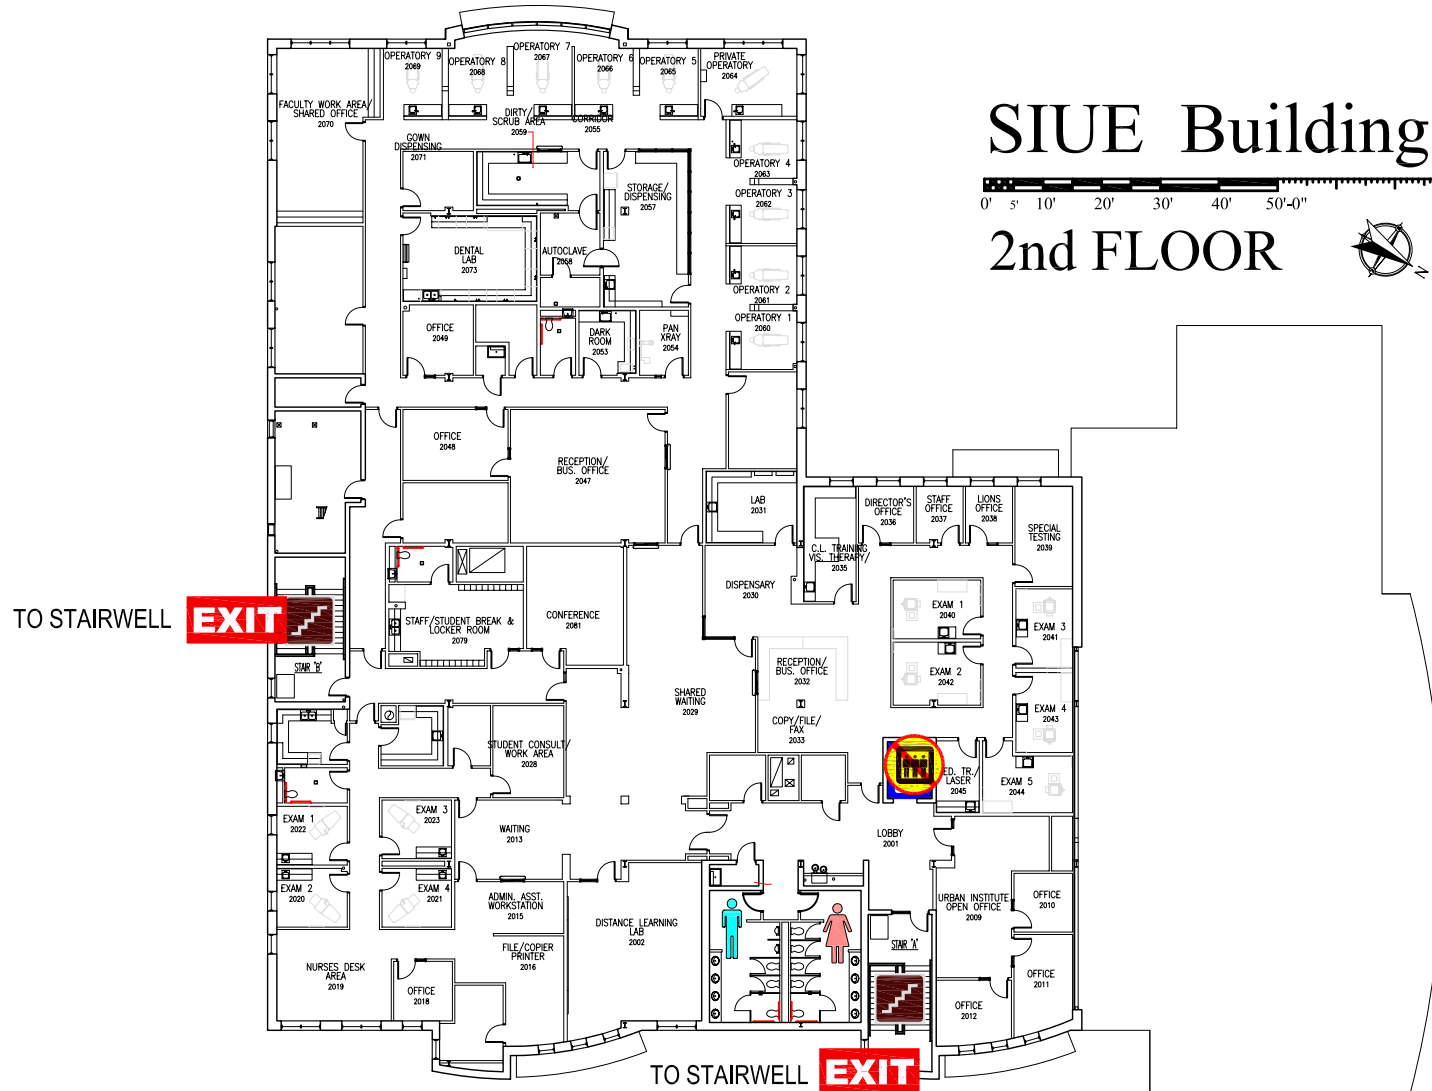 SIUE Building
0' 5' 10' 20' 30' 40' 50'-0"
2nd FLOOR
N
OPERATORY 9
2069
OPERATORY 8
2068
OPERATORY 7
2067
OPERATORY 6
2066
OPERATORY 5
2065
PRIVATE
OPERATORY
2064
FACULTY WORK AREA/
SHARED OFFICE
2070
DIRTY/
SCRUB AREA
2059
CORRIDOR
2055
GOWN
DISPENSING
2071
OPERATORY 4
2063
STORAGE/
DISPENSING
2057
OPERATORY 3
2062
DENTAL
LAB
2073
AUTOCLAVE
2058
OPERATORY 2
2061
OPERATORY 1
2060
OFFICE
2049
DARK
ROOM
2053
PAN
XRAY
2054
OFFICE
2048
RECEPTION/
BUS. OFFICE
2047
LAB
2031
DIRECTOR'S
OFFICE
2036
STAFF
OFFICE
2037
LIONS
OFFICE
2038
SPECIAL
TESTING
2039
C.L. TRAINING
VIS. THERAPY/
2035
DISPENSARY
2030
EXAM 1
2040
EXAM 3
2041
TO STAIRWELL EXIT
STAFF/STUDENT BREAK &
LOCKER ROOM
2079
CONFERENCE
2081
STAIR "B"
RECEPTION/
BUS. OFFICE
2032
EXAM 2
2042
SHARED
WAITING
2029
EXAM 4
2043
COPY/FILE/
FAX
2033
STUDENT CONSULT/
WORK AREA
2028
ED. TR./
LASER
2045
EXAM 5
2044
EXAM 1
2022
EXAM 3
2023
WAITING
2013
LOBBY
2001
EXAM 2
2020
EXAM 4
2021
ADMIN. ASST.
WORKSTATION
2015
DISTANCE LEARNING
LAB
2002
URBAN INSTITUTE
OPEN OFFICE
2009
OFFICE
2010
FILE/COPIER
PRINTER
2016
STAIR "A"
NURSES DESK
AREA
2019
OFFICE
2018
OFFICE
2011
OFFICE
2012
TO STAIRWELL EXIT